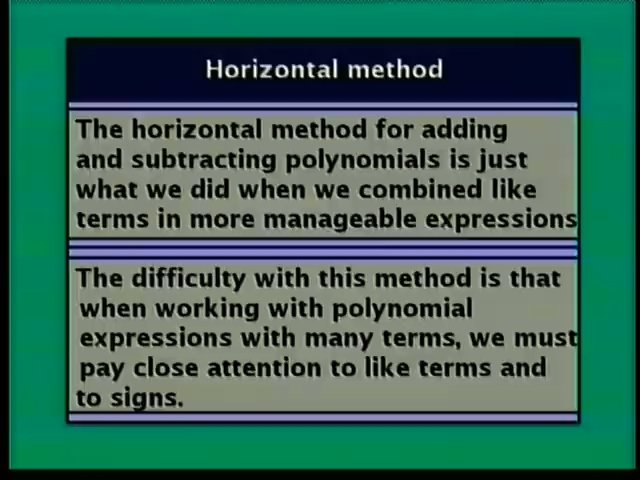 Horizontal method
The horizontal method for adding
and subtracting polynomials is just
what we did when we combined like
terms in more manageable expressions
The difficulty with this method is that
when working with polynomial
expressions with many terms, we must
pay close attention to like terms and
to signs.